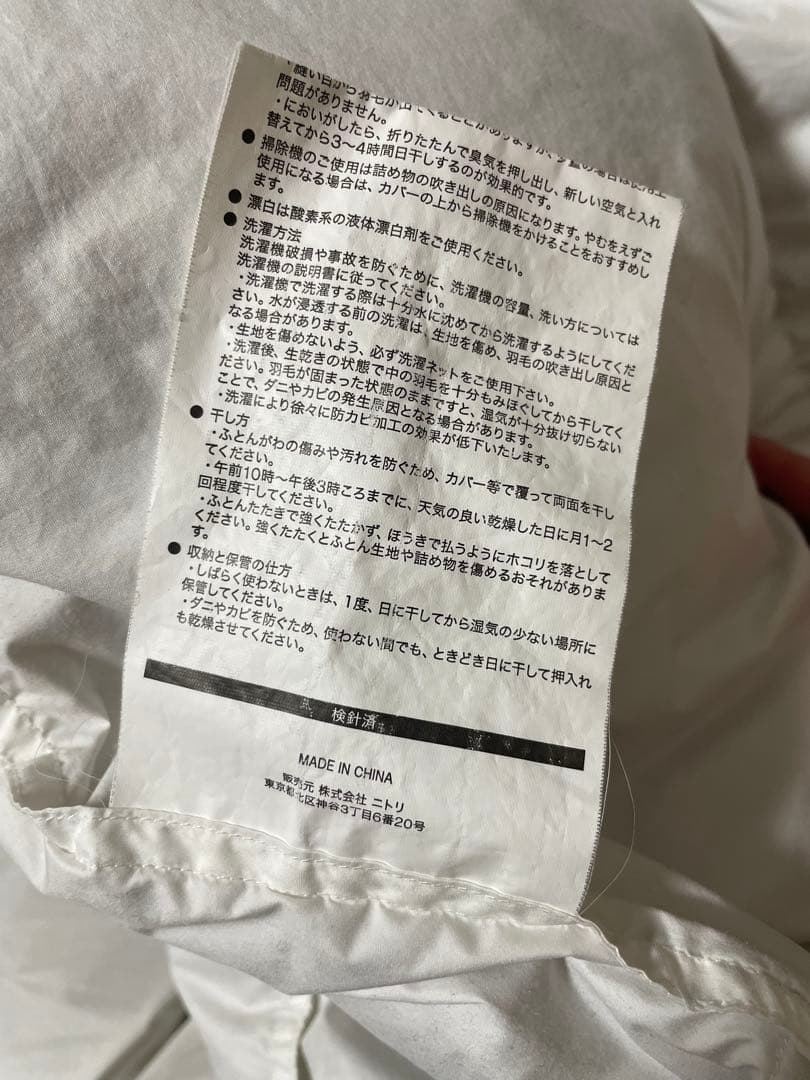 ・縫い目から羽毛が出てくることがありますが、少量の場合は使用上
問題がありません。
・においがしたら、折りたたんで臭気を押し出し、新しい空気と入れ
替えてから3〜4時間日干しするのが効果的です。
● 掃除機のご使用は詰め物の吹き出しの原因になります。やむをえずご
使用になる場合は、カバーの上から掃除機をかけることをおすすめし
ます。
● 漂白は酸素系の液体漂白剤をご使用ください。
● 洗濯方法
洗濯機破損や事故を防ぐために、洗濯機の容量、洗い方については
洗濯機の説明書に従ってください。
・洗濯機で洗濯する際は十分水に沈めてから洗濯するようにしてくだ
さい。水が浸透する前の洗濯は、生地を傷め、羽毛の吹き出し原因と
なる場合があります。
・生地を傷めないよう、必ず洗濯ネットをご使用下さい。
・洗濯後、生乾きの状態で中の羽毛を十分もみほぐしてから干してく
ださい。羽毛が固まった状態のままですと、湿気が十分抜け切らない
ことで、ダニやカビの発生原因となる場合があります。
・洗濯により徐々に防カビ加工の効果が低下いたします。
● 干し方
・ふとんがわの傷みや汚れを防ぐため、カバー等で覆って両面を干し
てください。
・午前10時〜午後3時ころまでに、天気の良い乾燥した日に月1〜2
回程度干してください。
・ふとんたたきで強くたたかず、ほうきで払うようにホコリを落として
ください。強くたたくとふとん生地や詰め物を傷めるおそれがありま
す。
● 収納と保管の仕方
・しばらく使わないときは、1度、日に干してから湿気の少ない場所に
保管してください。
・ダニやカビを防ぐため、使わない間でも、ときどき日に干して押入れ
も乾燥させてください。
検針済
MADE IN CHINA
販売元 株式会社 ニトリ
東京都北区神谷3丁目6番20号